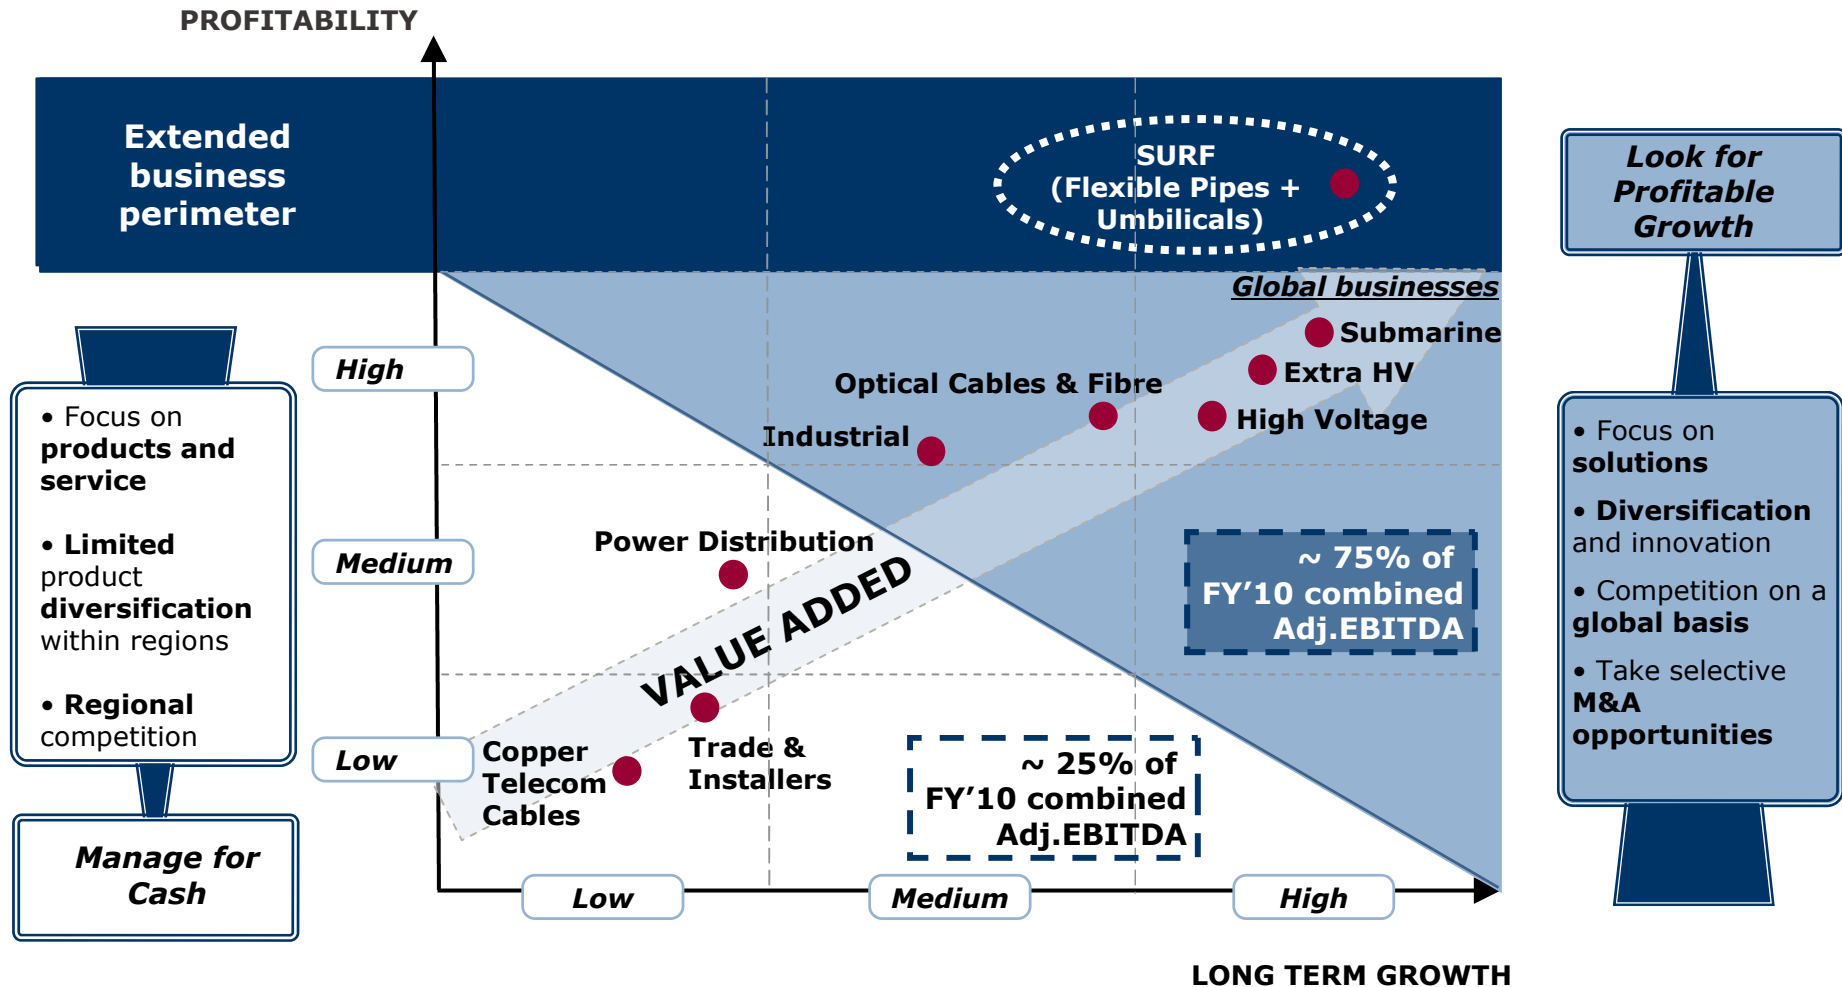 PROFITABILITY
Extended
business
perimeter
SURF
(Flexible Pipes +
Umbilicals)
Look for
Profitable
Growth
Global businesses
Submarine
Extra HV
High Voltage
Optical Cables & Fibre
Industrial
Power Distribution
VALUE ADDED
Trade &
Installers
Copper
Telecom
Cables
High
Medium
Low
• Focus on
products and
service
• Limited
product
diversification
within regions
• Regional
competition
Manage for
Cash
~ 75% of
FY’10 combined
Adj.EBITDA
~ 25% of
FY’10 combined
Adj.EBITDA
• Focus on
solutions
• Diversification
and innovation
• Competition on a
global basis
• Take selective
M&A
opportunities
Low
Medium
High
LONG TERM GROWTH